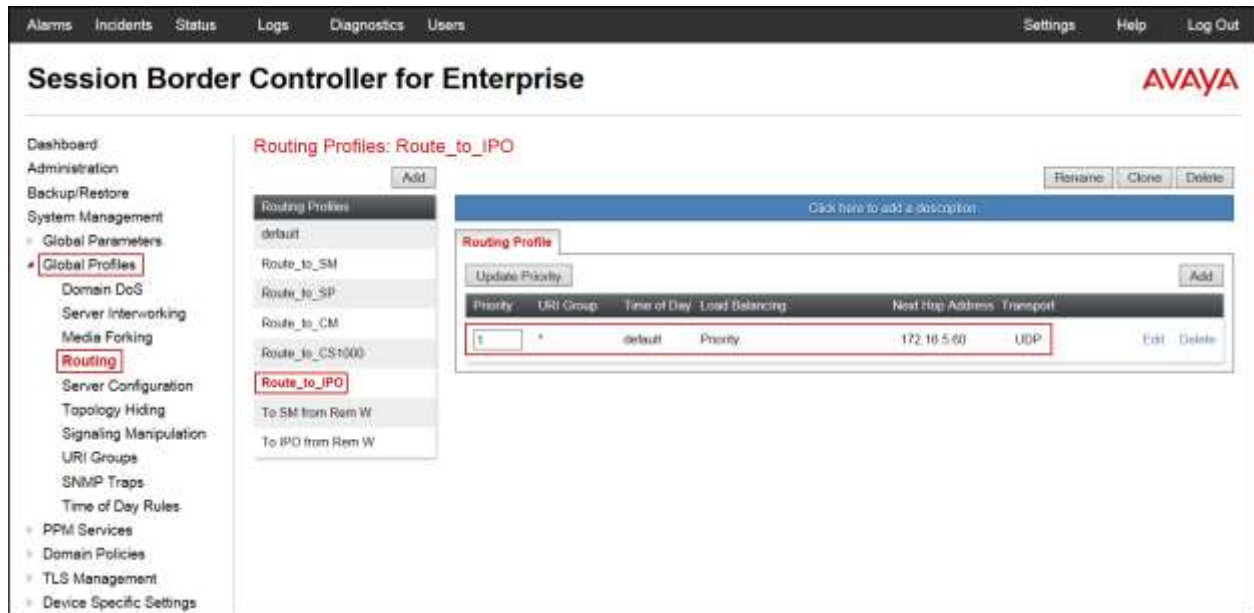 Alarms Incidents Status Logs Diagnostics Users Settings Help Log Out
Session Border Controller for Enterprise
AVAYA
Dashboard
Administration
Backup/Restore
System Management
Global Parameters
Global Profiles
Domain DoS
Server Interworking
Media Forking
Routing
Server Configuration
Topology Hiding
Signaling Manipulation
URI Groups
SNMP Traps
Time of Day Rules
PPM Services
Domain Policies
TLS Management
Device Specific Settings
Routing Profiles: Route_to_IPO
Add
Rename Clone Delete
Routing Profiles
default
Route_to_SM
Route_to_SP
Route_to_CM
Route_to_CS1000
Route_to_IPO
To SM from Rem W
To IPO from Rem W
Click here to add a description.
Routing Profile
Update Priority Add
Priority URI Group Time of Day Load Balancing Next Hop Address Transport
1 * default Priority 172.16.5.60 UDP Edit Delete